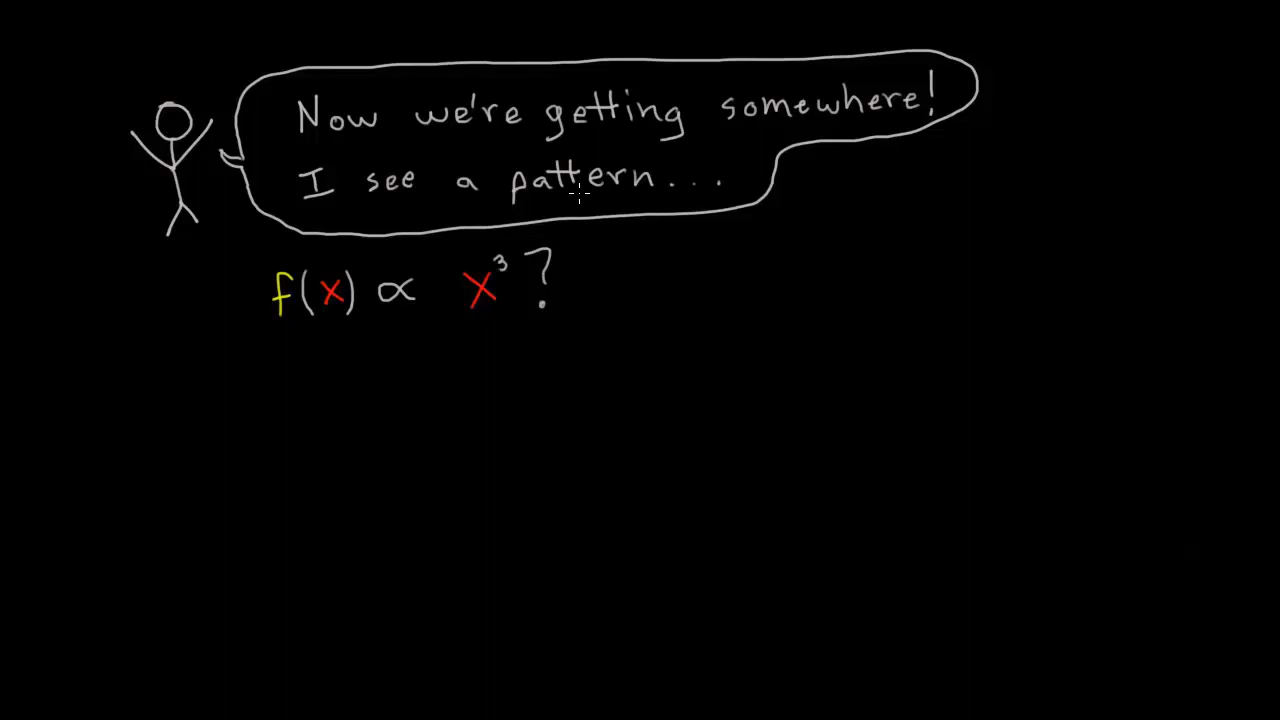 Now we're getting somewhere!
I see a pattern...
f(x) ∝ x³ ?